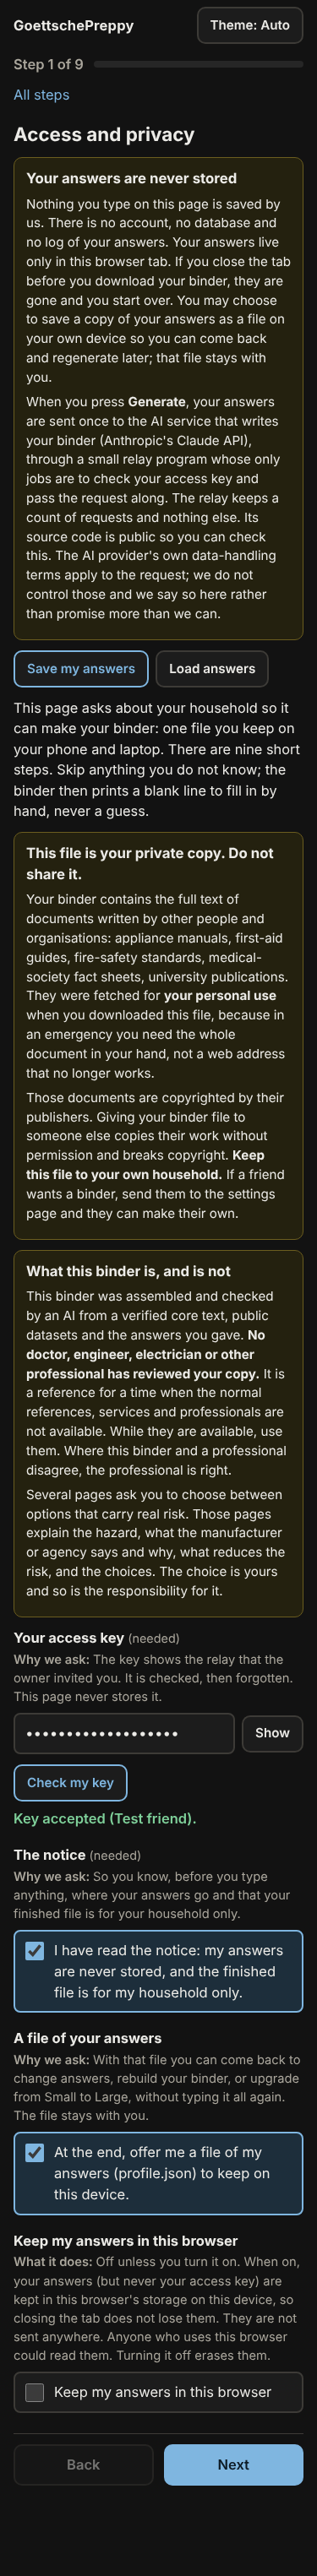 GoettschePreppy
Theme: Auto
Step 1 of 9
All steps
Access and privacy
Your answers are never stored
Nothing you type on this page is saved by
us. There is no account, no database and
no log of your answers. Your answers live
only in this browser tab. If you close the tab
before you download your binder, they are
gone and you start over. You may choose
to save a copy of your answers as a file on
your own device so you can come back
and regenerate later; that file stays with
you.
When you press Generate, your answers
are sent once to the AI service that writes
your binder (Anthropic's Claude API),
through a small relay program whose only
jobs are to check your access key and
pass the request along. The relay keeps a
count of requests and nothing else. Its
source code is public so you can check
this. The AI provider's own data-handling
terms apply to the request; we do not
control those and we say so here rather
than promise more than we can.
Save my answers
Load answers
This page asks about your household so it
can make your binder: one file you keep on
your phone and laptop. There are nine short
steps. Skip anything you do not know; the
binder then prints a blank line to fill in by
hand, never a guess.
This file is your private copy. Do not
share it.
Your binder contains the full text of
documents written by other people and
organisations: appliance manuals, first-aid
guides, fire-safety standards, medical-
society fact sheets, university publications.
They were fetched for your personal use
when you downloaded this file, because in
an emergency you need the whole
document in your hand, not a web address
that no longer works.
Those documents are copyrighted by their
publishers. Giving your binder file to
someone else copies their work without
permission and breaks copyright. Keep
this file to your own household. If a friend
wants a binder, send them to the settings
page and they can make their own.
What this binder is, and is not
This binder was assembled and checked
by an AI from a verified core text, public
datasets and the answers you gave. No
doctor, engineer, electrician or other
professional has reviewed your copy. It is
a reference for a time when the normal
references, services and professionals are
not available. While they are available, use
them. Where this binder and a professional
disagree, the professional is right.
Several pages ask you to choose between
options that carry real risk. Those pages
explain the hazard, what the manufacturer
or agency says and why, what reduces the
risk, and the choices. The choice is yours
and so is the responsibility for it.
Your access key (needed)
Why we ask: The key shows the relay that the
owner invited you. It is checked, then forgotten.
This page never stores it.
•••••••••••••••••••
Show
Check my key
Key accepted (Test friend).
The notice (needed)
Why we ask: So you know, before you type
anything, where your answers go and that your
finished file is for your household only.
I have read the notice: my answers
are never stored, and the finished
file is for my household only.
A file of your answers
Why we ask: With that file you can come back to
change answers, rebuild your binder, or upgrade
from Small to Large, without typing it all again.
The file stays with you.
At the end, offer me a file of my
answers (profile.json) to keep on
this device.
Keep my answers in this browser
What it does: Off unless you turn it on. When on,
your answers (but never your access key) are
kept in this browser's storage on this device, so
closing the tab does not lose them. They are not
sent anywhere. Anyone who uses this browser
could read them. Turning it off erases them.
Keep my answers in this browser
Back
Next